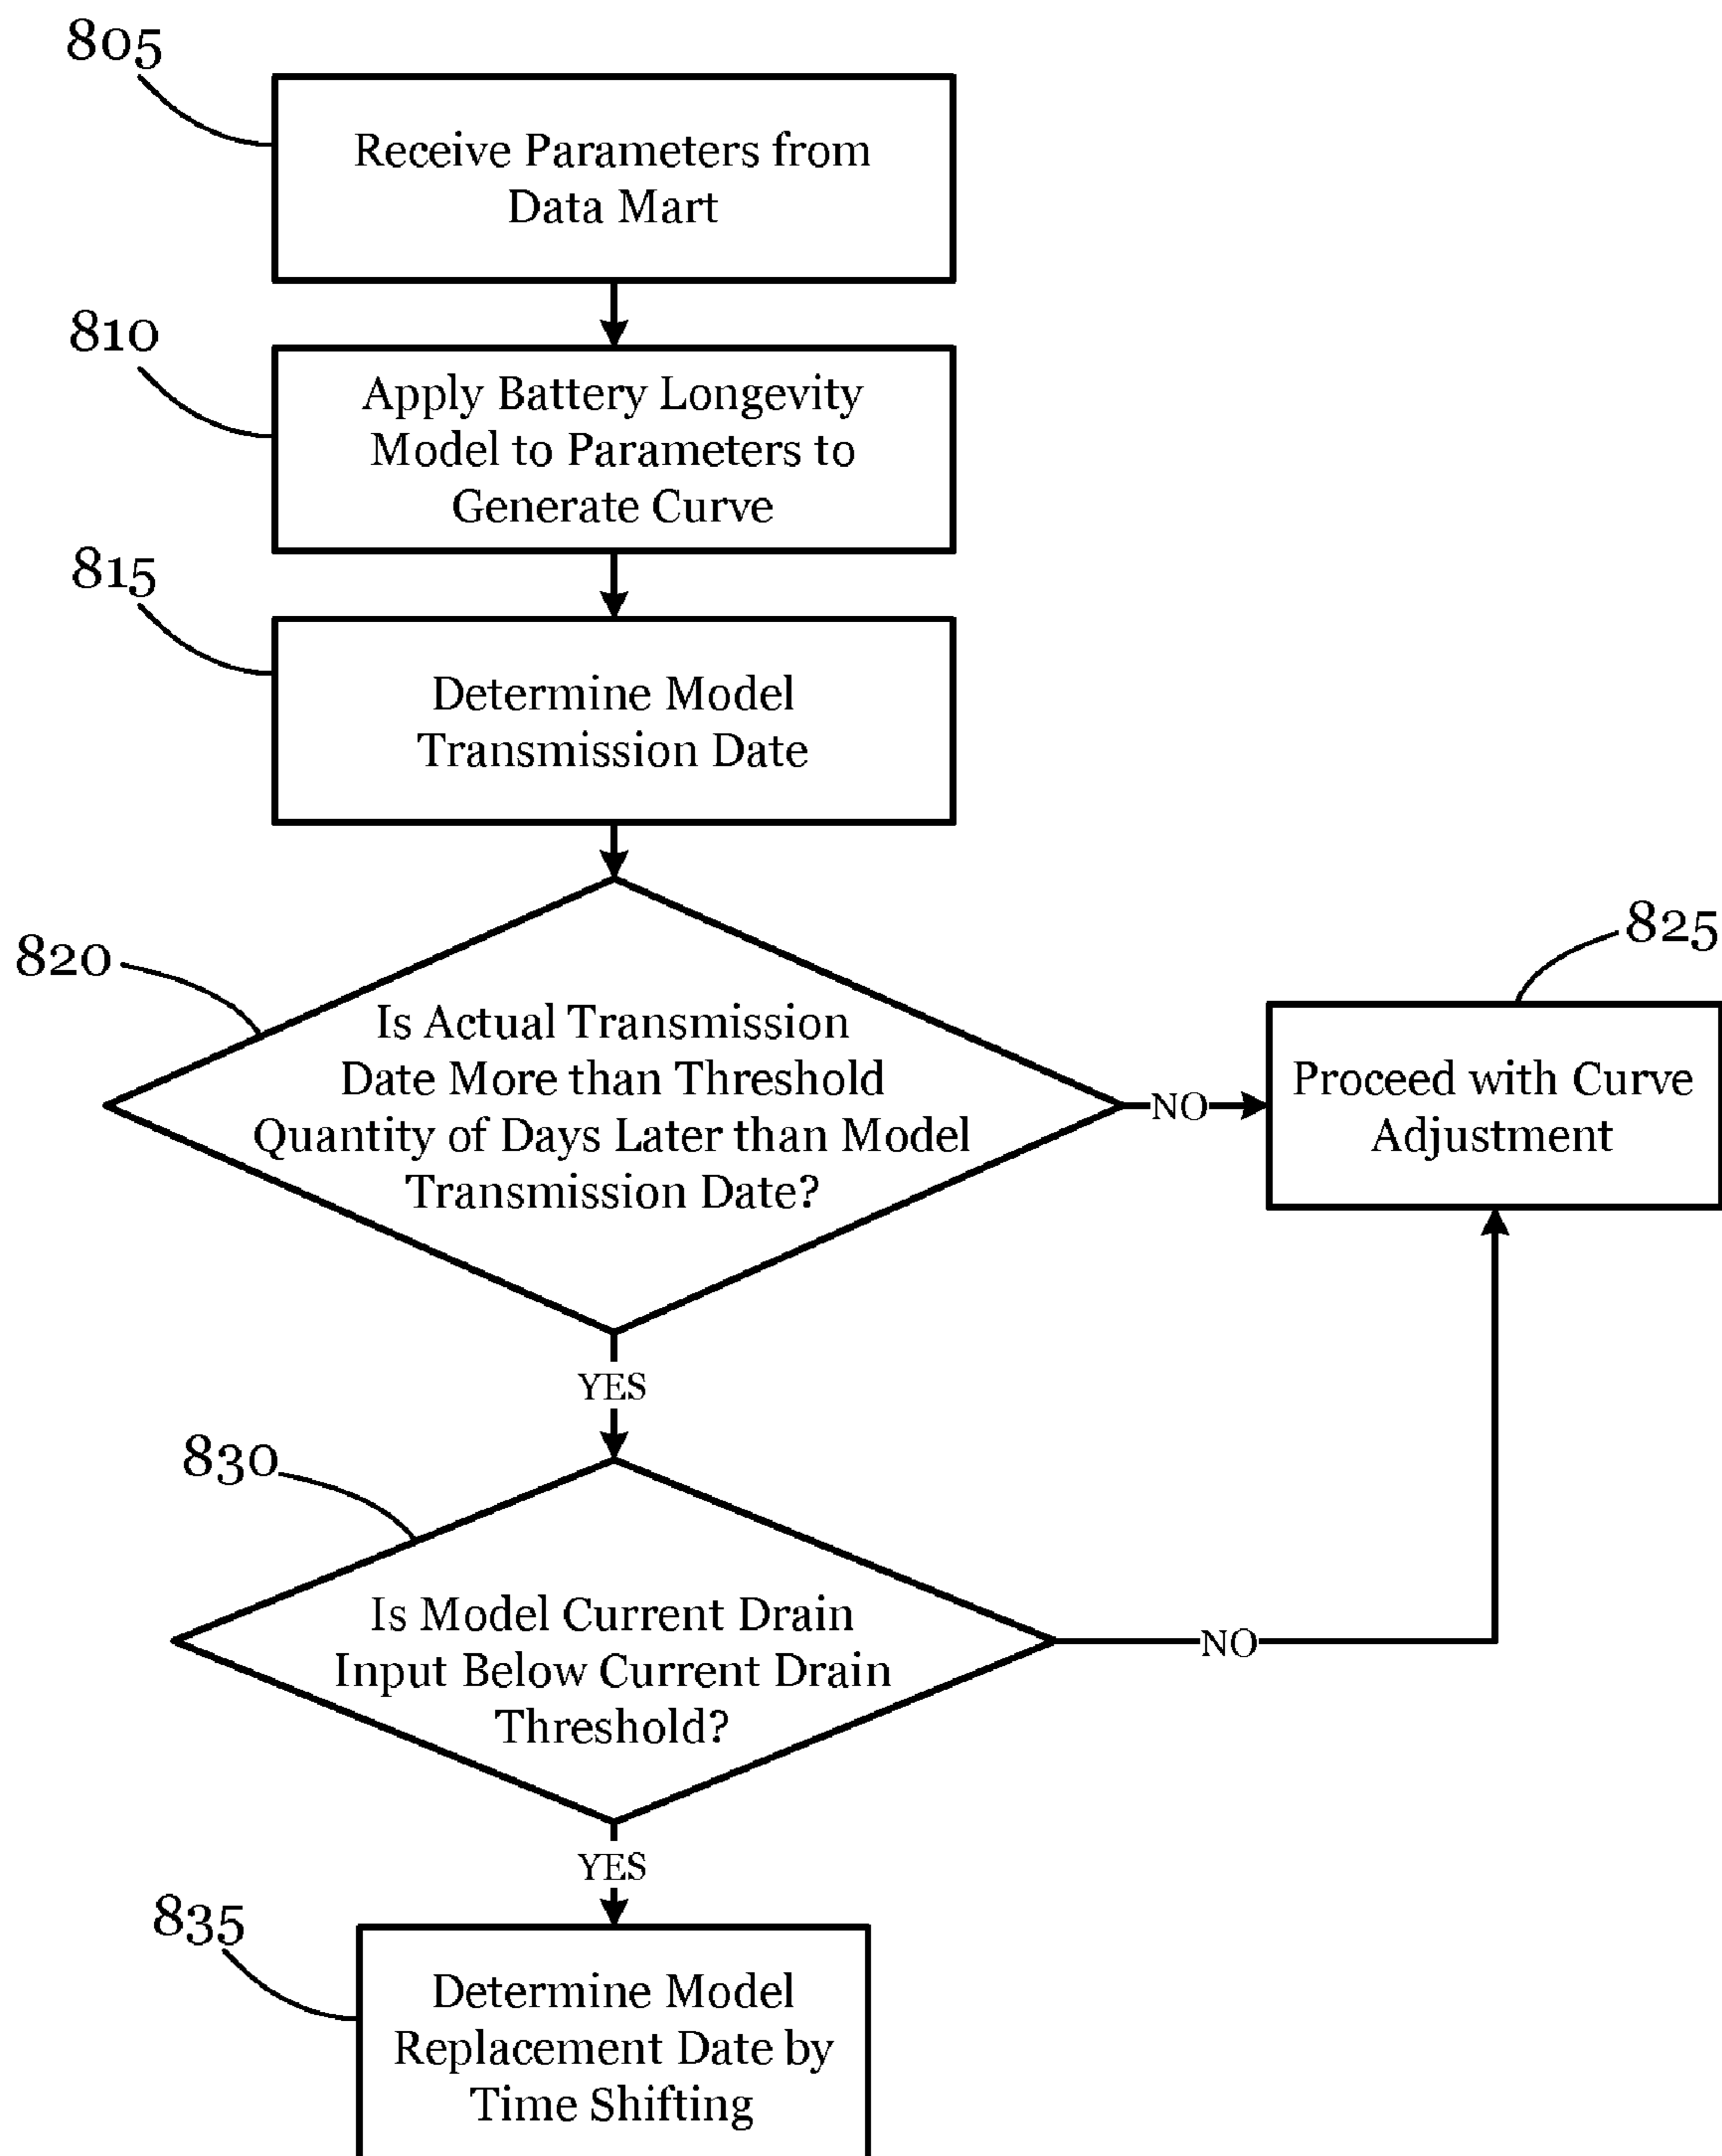 805
Receive Parameters from
Data Mart
810
Apply Battery Longevity
Model to Parameters to
Generate Curve
815
Determine Model
Transmission Date
820
Is Actual Transmission
Date More than Threshold
Quantity of Days Later than Model
Transmission Date?
NO
825
Proceed with Curve
Adjustment
YES
830
Is Model Current Drain
Input Below Current Drain
Threshold?
NO
YES
835
Determine Model
Replacement Date by
Time Shifting